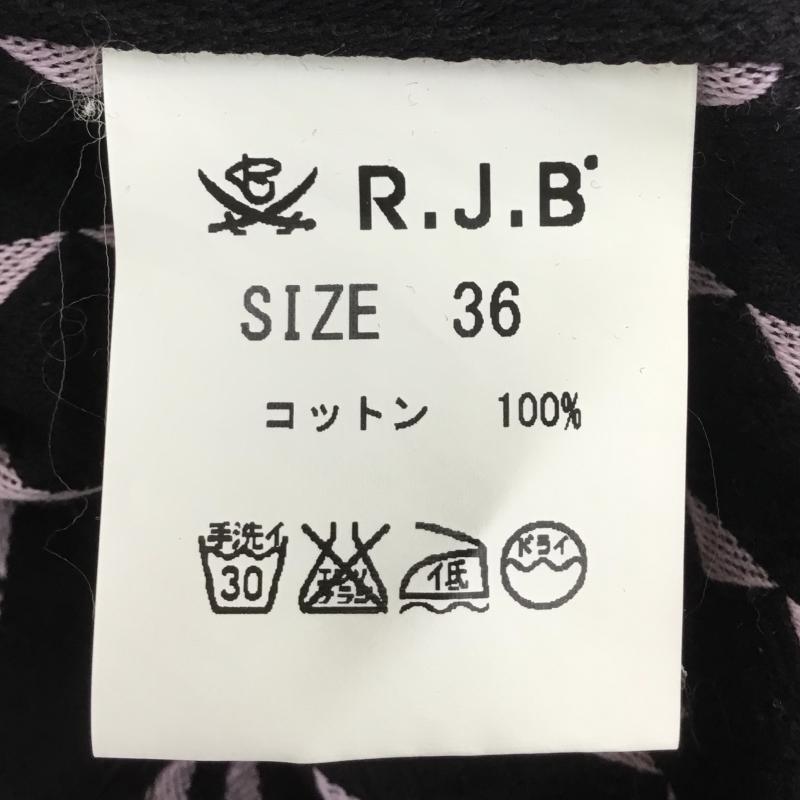 R.J.B
SIZE 36
コットン 100%
手洗イ 30
エンソ サラシ
低
ドライ